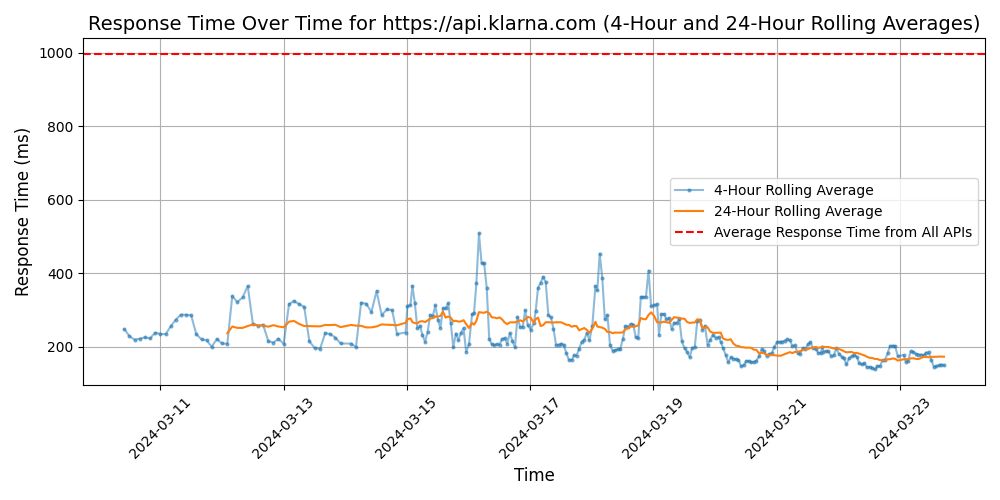 Response Time Over Time for https://api.klarna.com (4-Hour and 24-Hour Rolling Averages)
Response Time (ms)
1000
800
600
400
200
4-Hour Rolling Average
24-Hour Rolling Average
Average Response Time from All APIs
2024-03-11
2024-03-13
2024-03-15
2024-03-17
2024-03-19
2024-03-21
2024-03-23
Time